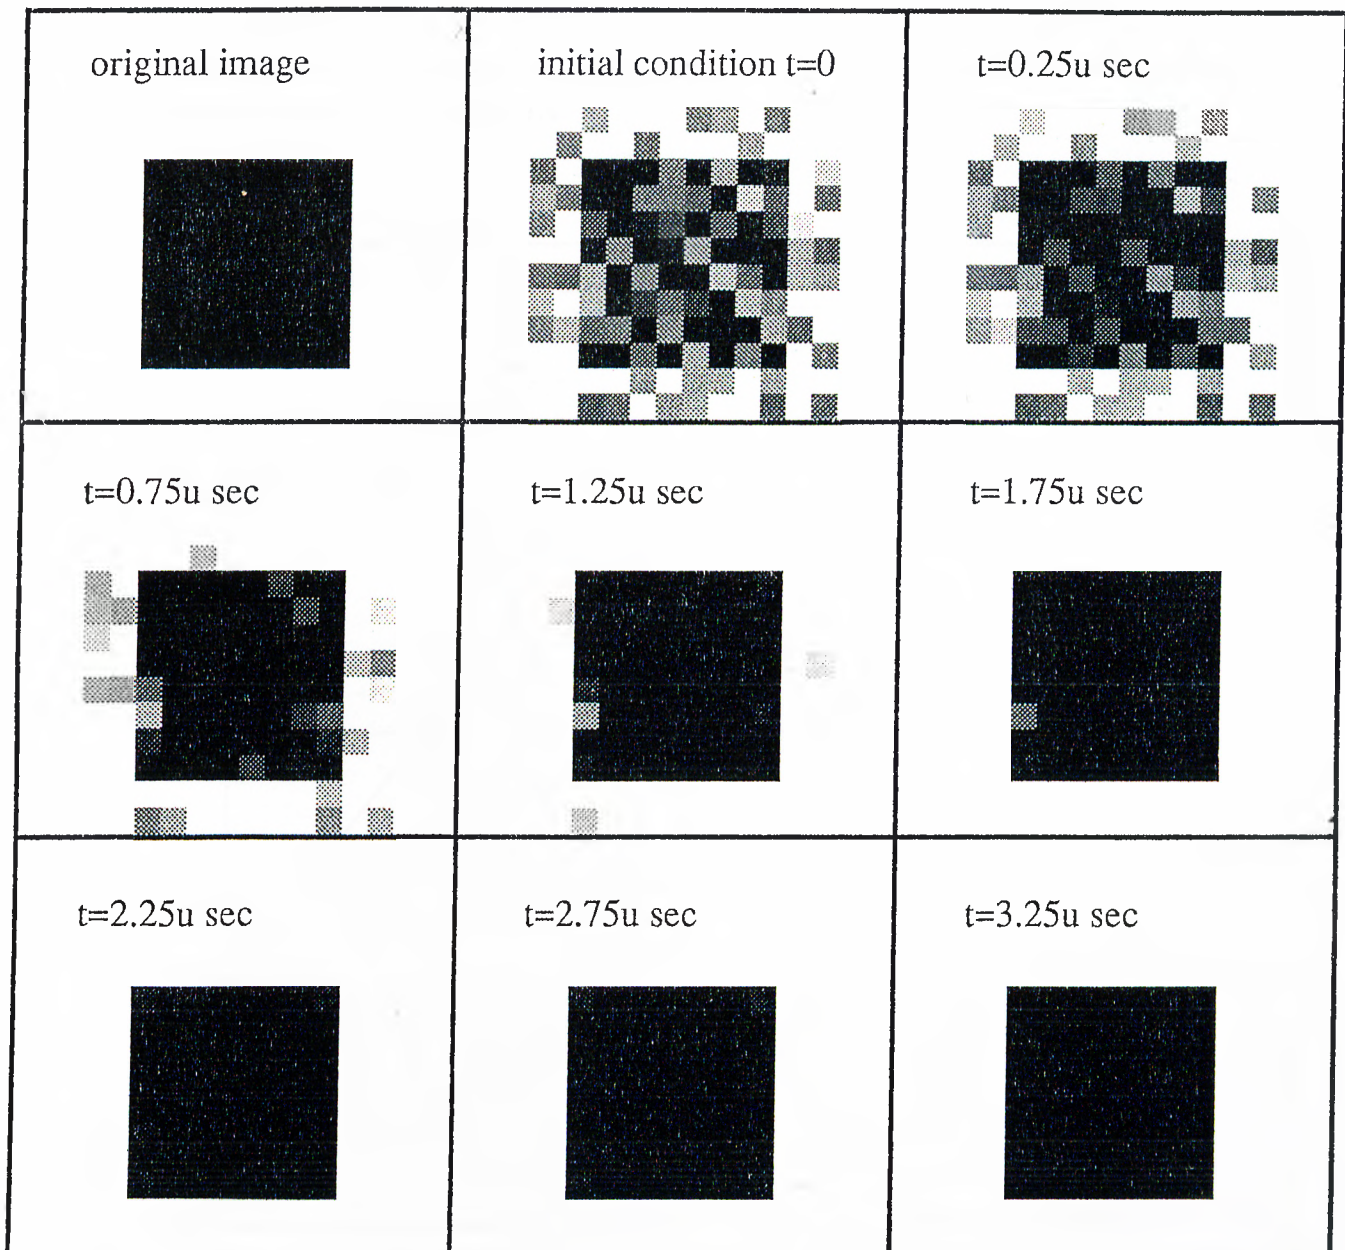 original image
initial condition t=0
t=0.25u sec
t=0.75u sec
t=1.25u sec
t=1.75u sec
t=2.25u sec
t=2.75u sec
t=3.25u sec